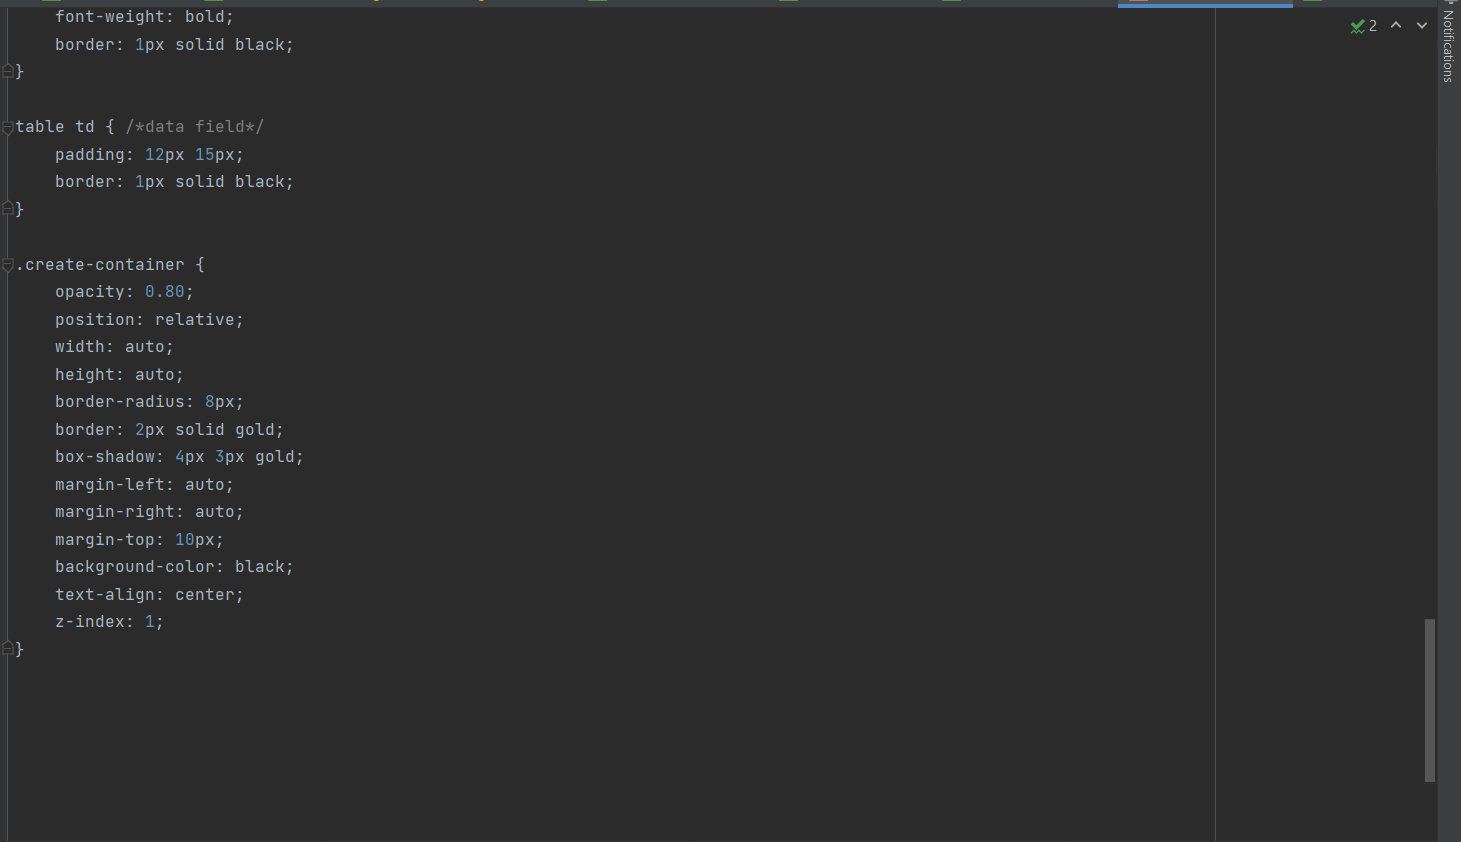 font-weight: bold;
border: 1px solid black;
}
table td { /*data field*/
padding: 12px 15px;
border: 1px solid black;
}
.create-container {
opacity: 0.80;
position: relative;
width: auto;
height: auto;
border-radius: 8px;
border: 2px solid gold;
box-shadow: 4px 3px gold;
margin-left: auto;
margin-right: auto;
margin-top: 10px;
background-color: black;
text-align: center;
z-index: 1;
}
2
Notifications